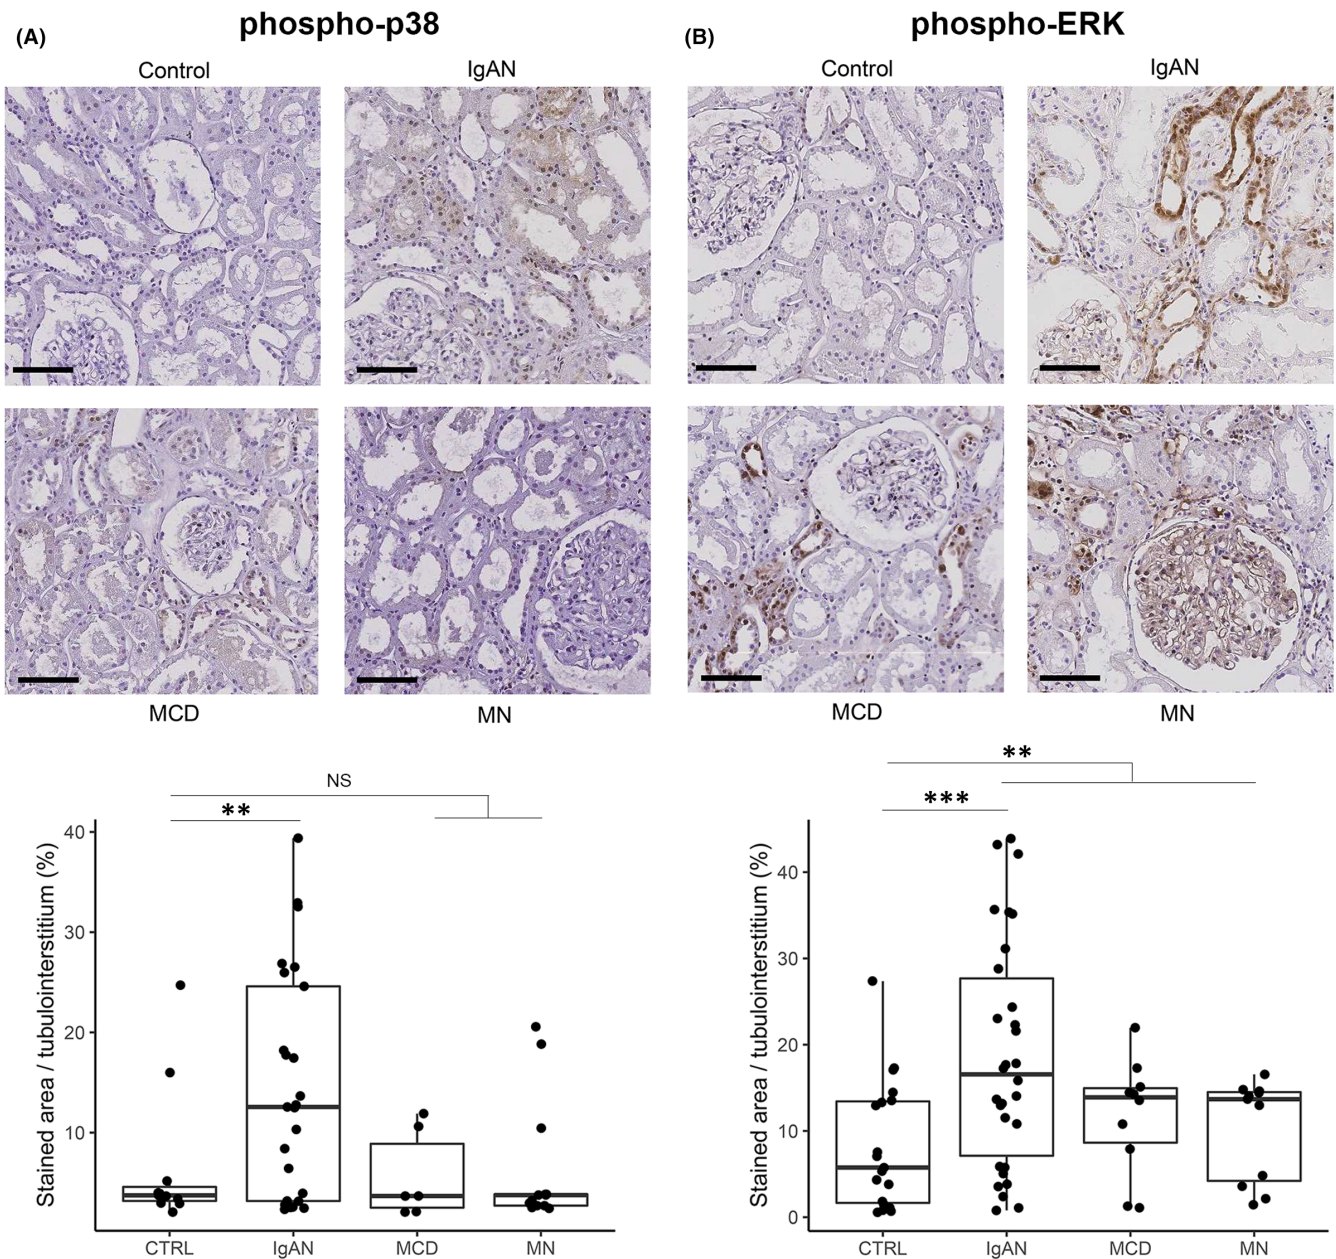 (A)
phospho-p38
Control
IgAN
MCD
MN
NS
**
Stained area / tubulointerstitium (%)
40
30
20
10
CTRL
IgAN
MCD
MN
(B)
phospho-ERK
Control
IgAN
MCD
MN
**
***
Stained area / tubulointerstitium (%)
40
30
20
10
0
CTRL
IgAN
MCD
MN